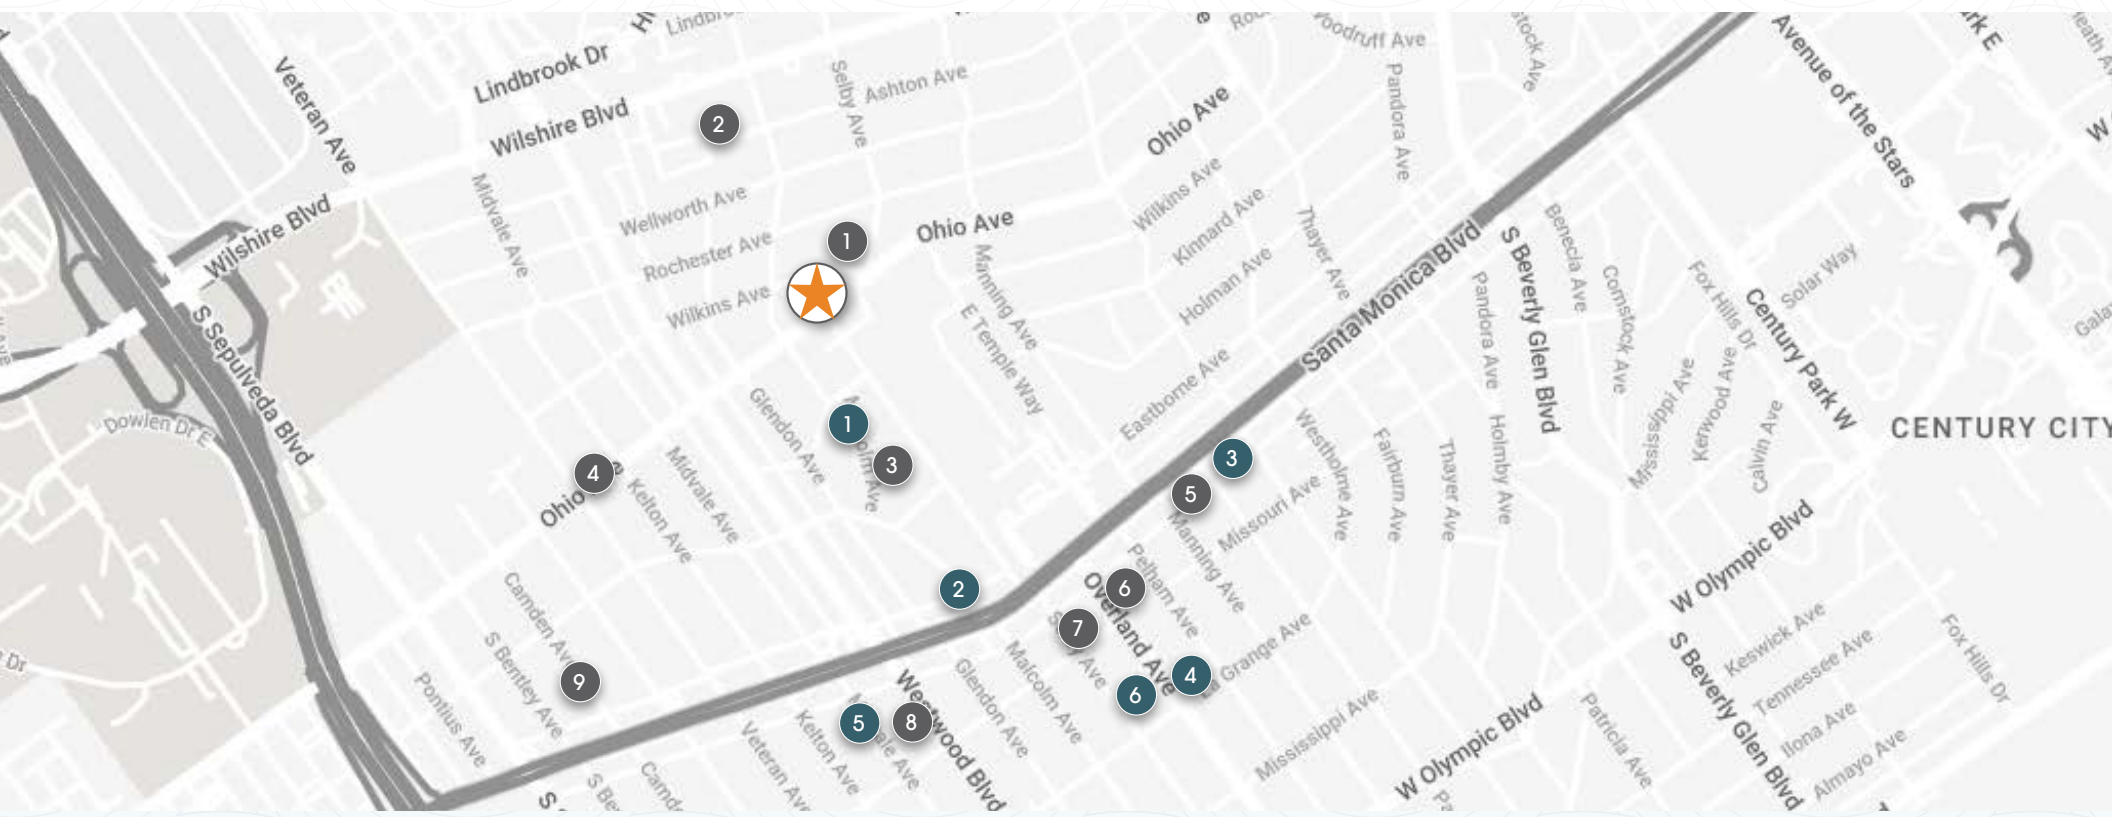 Lindbrook Dr
Veteran Ave
Wilshire Blvd
2
Selby Ave
Ashton Ave
Woodruff Ave
Pandora Ave
Ohio Ave
Avenue of the Stars
Midvale Ave
Wellworth Ave
Rochester Ave
Wilkins Ave
1
Ohio Ave
Manning Ave
E Temple Way
Wilkins Ave
Kinnard Ave
Holman Ave
Thayer Ave
Wilshire Blvd
S Sepulveda Blvd
Dowlen Dr E
Santa Monica Blvd
S Beverly Glen Blvd
Benecia Ave
Comstock Ave
Pandora Ave
Fox Hills Dr
Solar Way
Century Park W
Mississippi Ave
Kerwood Ave
Calvin Ave
CENTURY CITY
Eastborne Ave
Glendon Ave
1
3
4
Ohio
Midvale Ave
Kelton Ave
3
5
Missouri Ave
Westholme Ave
Fairburn Ave
Thayer Ave
Holmby Ave
Manning Ave
Pelham Ave
6
Overland Ave
7
2
La Grange Ave
4
6
W Olympic Blvd
Keswick Ave
Tennessee Ave
Ilona Ave
Almayo Ave
Fox Hills Dr
S Beverly Glen Blvd
Patricia Ave
W Olympic Blvd
Mississippi Ave
Camden Ave
S Bentley Ave
9
Pontius Ave
Westwood Blvd
Glendon Ave
Malcolm Ave
5
8
Kelton Ave
Veteran Ave
Dr